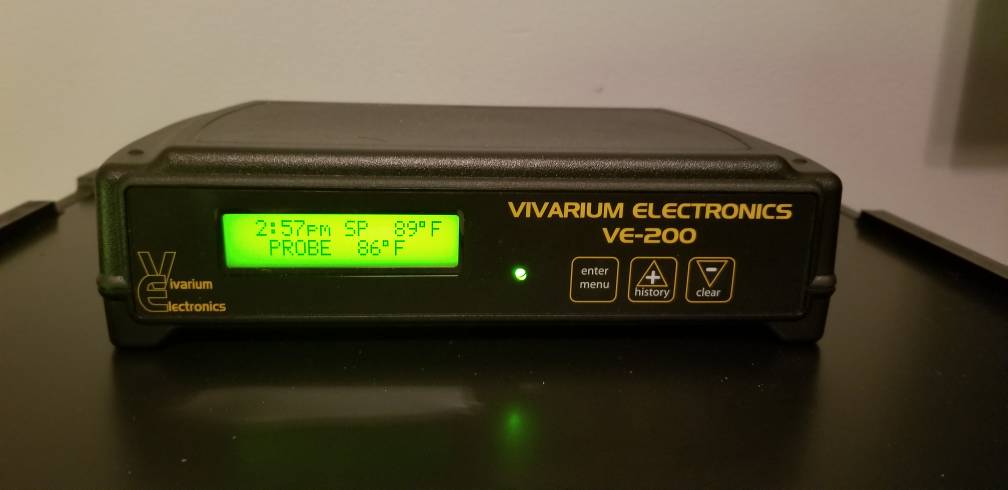 2:57pm SP 89°F
PROBE 86°F
VIVARIUM ELECTRONICS
VE-200
Vivarium
Electronics
enter
menu
+
history
-
clear